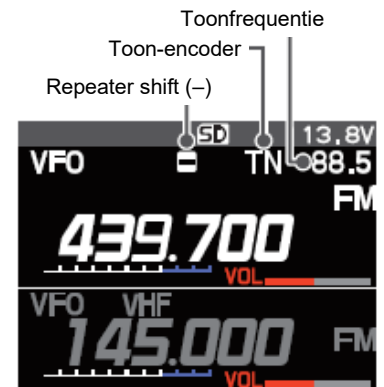 Toonfrequentie
Toon-encoder
Repeater shift (–)
SD 13.8V
VFO – TN 88.5
FM
439.700
VOL
VFO VHF
145.000 FM
VOL